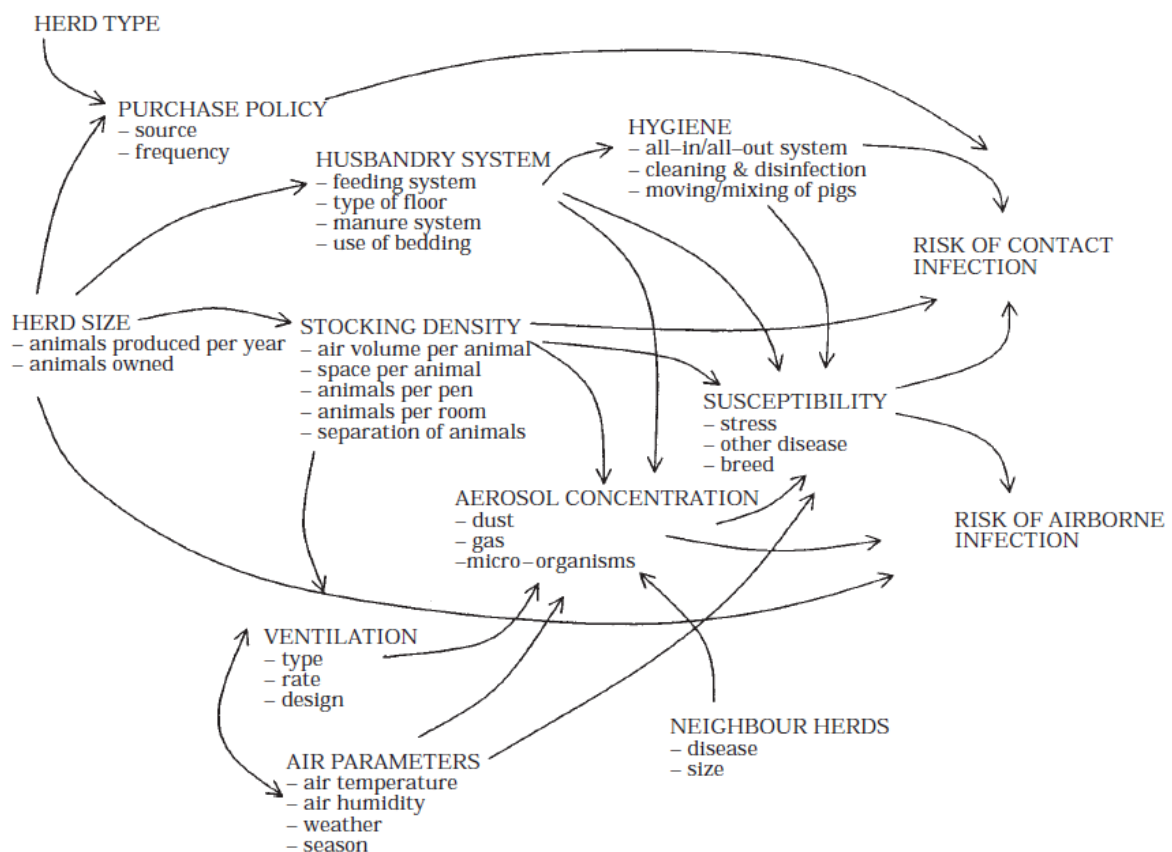 HERD TYPE
PURCHASE POLICY
– source
– frequency
HYGIENE
– all–in/all–out system
– cleaning & disinfection
– moving/mixing of pigs
HUSBANDRY SYSTEM
– feeding system
– type of floor
– manure system
– use of bedding
RISK OF CONTACT
INFECTION
HERD SIZE
– animals produced per year
– animals owned
STOCKING DENSITY
– air volume per animal
– space per animal
– animals per pen
– animals per room
– separation of animals
SUSCEPTIBILITY
– stress
– other disease
– breed
AEROSOL CONCENTRATION
– dust
– gas
–micro–organisms
RISK OF AIRBORNE
INFECTION
VENTILATION
– type
– rate
– design
NEIGHBOUR HERDS
– disease
– size
AIR PARAMETERS
– air temperature
– air humidity
– weather
– season